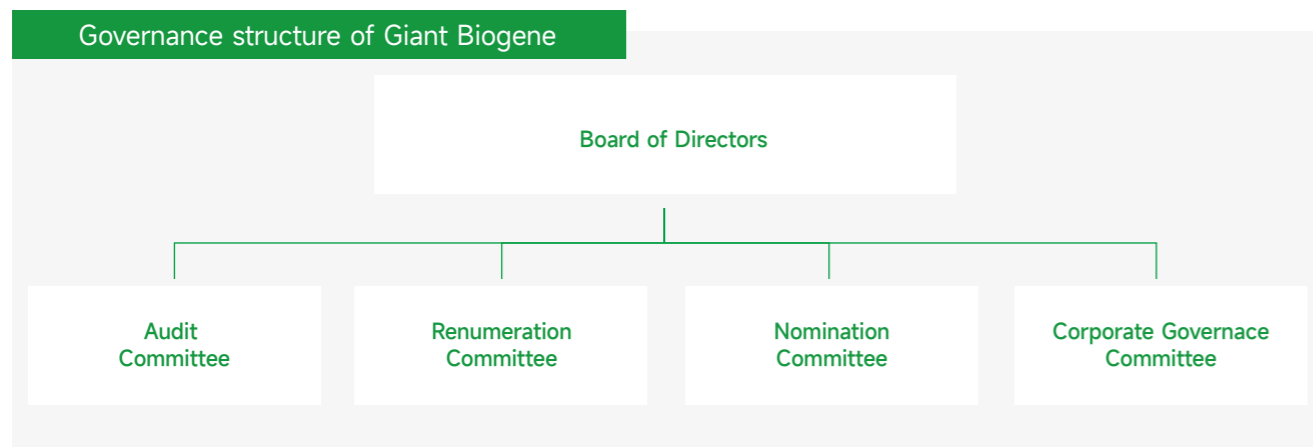 Governance structure of Giant Biogene
Board of Directors
Audit
Committee
Renumeration
Committee
Nomination
Committee
Corporate Governace
Committee